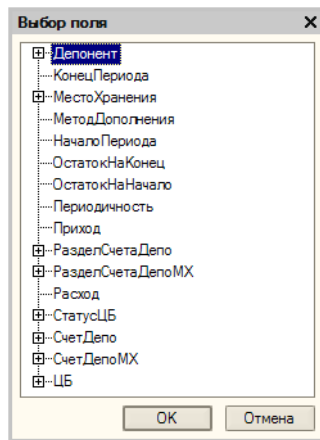 Выбор поля
Депонент
КонецПериода
МестоХранения
МетодДополнения
НачалоПериода
ОстатокНаКонец
ОстатокНаНачало
Периодичность
Приход
РазделСчетаДепо
РазделСчетаДепоМХ
Расход
СтатусЦБ
СчетДепо
СчетДепоМХ
ЦБ
OK Отмена